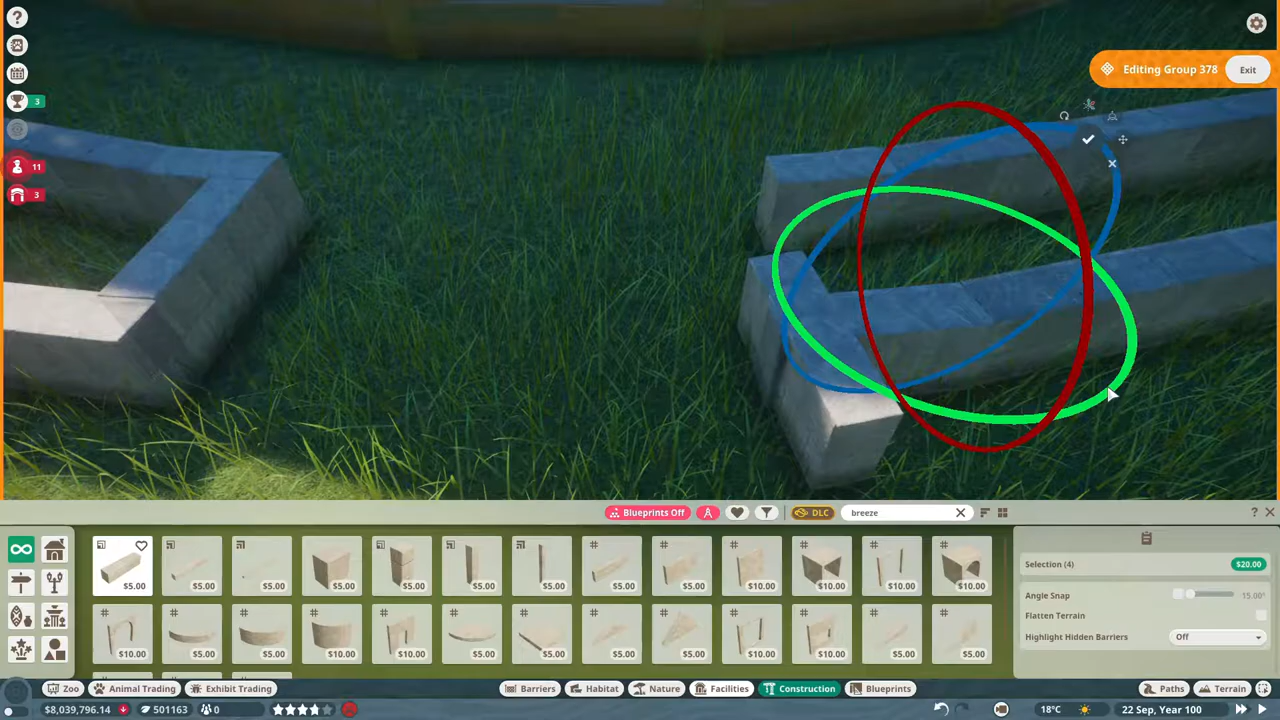 Editing Group 378
Exit
3
11
3
Blueprints Off
DLC
breeze
$5.00 $5.00 $5.00 $5.00 $5.00 $5.00 $5.00 $5.00 $5.00 $10.00 $10.00 $10.00 $10.00
$10.00 $5.00 $5.00 $10.00 $10.00 $5.00 $5.00 $5.00 $5.00 $10.00 $10.00 $5.00 $5.00
Selection (4) $20.00
Angle Snap 15.00°
Flatten Terrain
Highlight Hidden Barriers Off
Zoo Animal Trading Exhibit Trading Barriers Habitat Nature Facilities Construction Blueprints Paths Terrain
$8,039,796.14 501163 0 18°C 22 Sep, Year 100